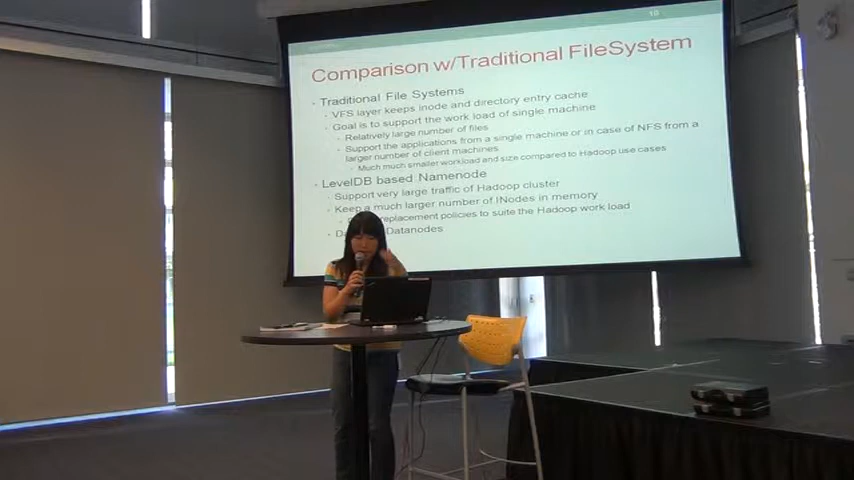 18
Comparison w/Traditional FileSystem
• Traditional File Systems
• VFS layer keeps inode and directory entry cache
• Goal is to support the work load of single machine
• Relatively large number of files
• Support the applications from a single machine or in case of NFS from a
larger number of client machines
• Much much smaller workload and size compared to Hadoop use cases
• LevelDB based Namenode
• Support very large traffic of Hadoop cluster
• Keep a much larger number of INodes in memory
replacement policies to suite the Hadoop work load
Datanodes